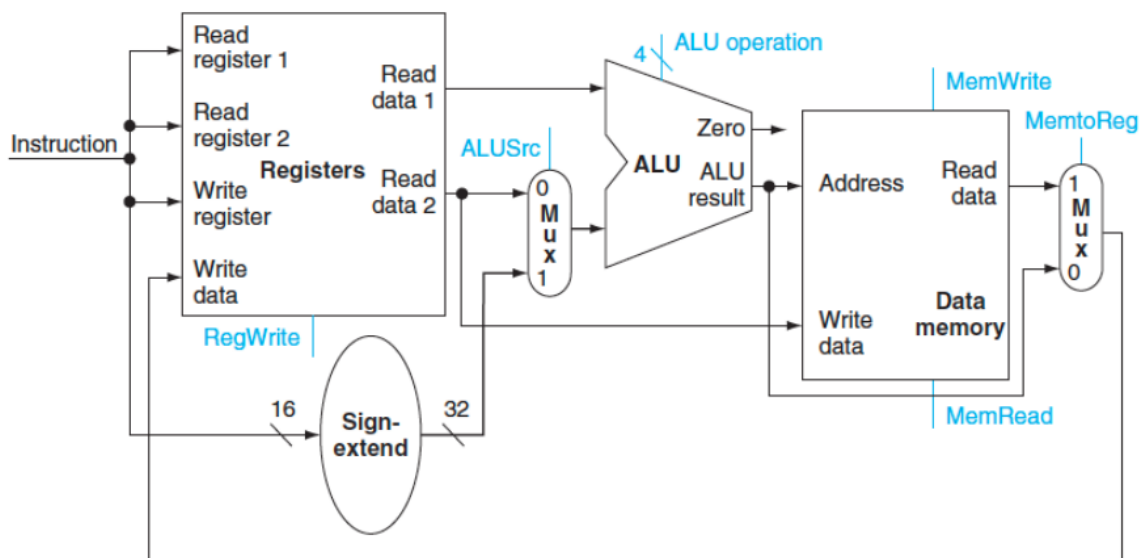 Instruction
Read
register 1
Read
register 2
Registers
Write
register
Write
data
Read
data 1
Read
data 2
RegWrite
16
Sign-
extend
32
ALUSrc
0
M
u
x
1
4
ALU operation
Zero
ALU
ALU
result
MemWrite
Address
Read
data
Write
data
Data
memory
MemRead
MemtoReg
1
M
u
x
0